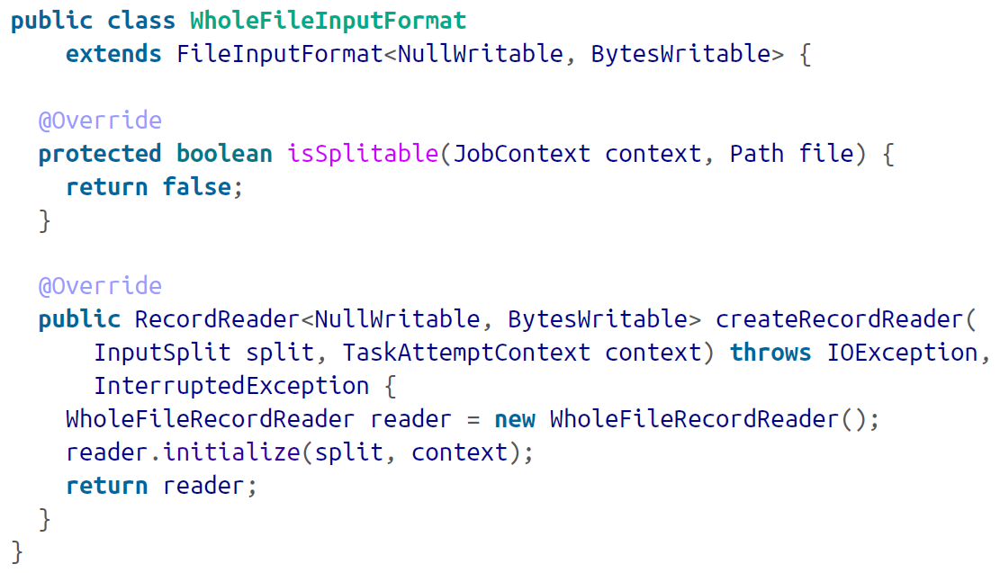 public class WholeFileInputFormat
    extends FileInputFormat<NullWritable, BytesWritable> {

  @Override
  protected boolean isSplitable(JobContext context, Path file) {
    return false;
  }

  @Override
  public RecordReader<NullWritable, BytesWritable> createRecordReader(
      InputSplit split, TaskAttemptContext context) throws IOException,
      InterruptedException {
    WholeFileRecordReader reader = new WholeFileRecordReader();
    reader.initialize(split, context);
    return reader;
  }
}